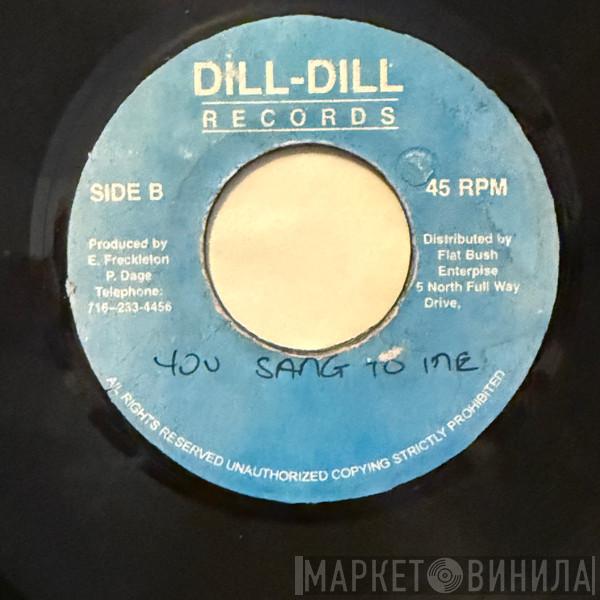 DILL-DILL
RECORDS
SIDE B
45 RPM
Produced by
E. Freckleton
P. Dage
Telephone:
716-233-4456
Distributed by
Flat Bush
Enterpise
5 North Full Way
Drive,
YOU SANG TO ME
ALL RIGHTS RESERVED UNAUTHORIZED COPYING STRICTLY PROHIBITED
МАРКЕТ ВИНИЛА